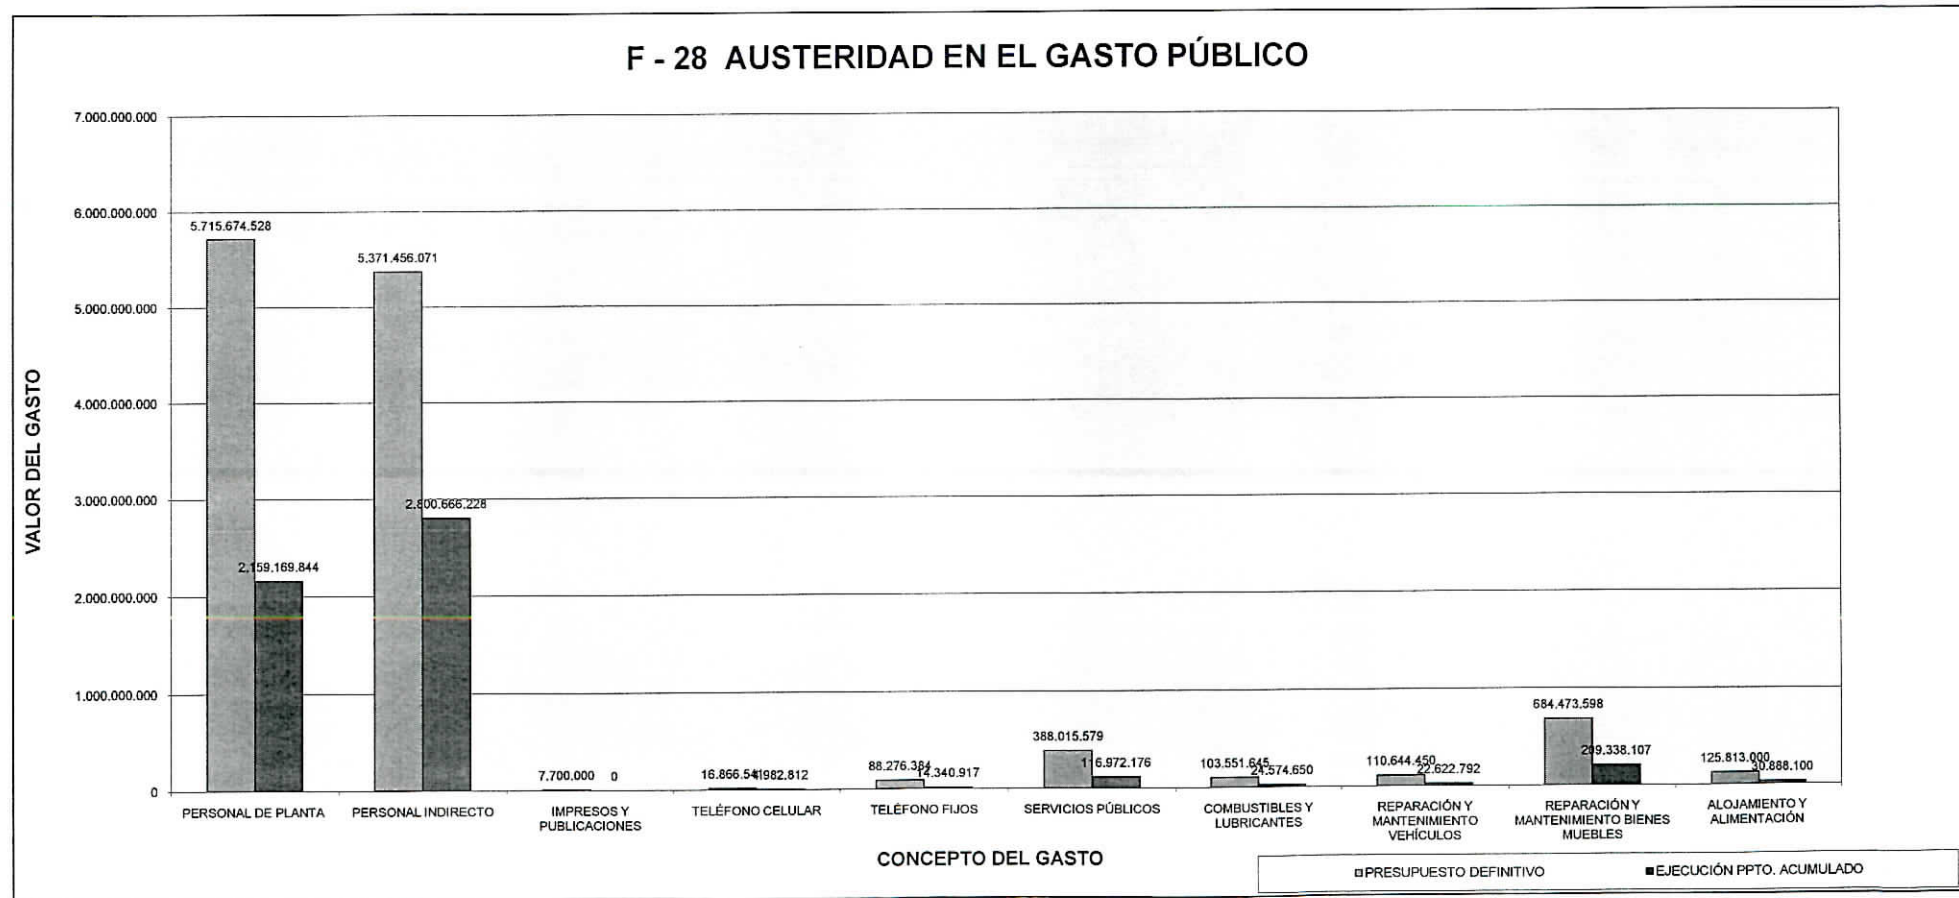 F - 28 AUSTERIDAD EN EL GASTO PÚBLICO
VALOR DEL GASTO
7.000.000.000
6.000.000.000
5.000.000.000
4.000.000.000
3.000.000.000
2.000.000.000
1.000.000.000
0
5.715.674.528
2.159.169.844
5.371.456.071
2.800.666.228
7.700.000
0
16.866.541
88.276.384
14.340.917
388.015.579
116.972.176
103.551.645
24.574.650
110.644.450
22.622.792
684.473.598
209.338.107
125.813.000
30.888.100
PERSONAL DE PLANTA
PERSONAL INDIRECTO
IMPRESOS Y
PUBLICACIONES
TELÉFONO CELULAR
TELÉFONO FIJOS
SERVICIOS PÚBLICOS
COMBUSTIBLES Y
LUBRICANTES
REPARACIÓN Y
MANTENIMIENTO
VEHÍCULOS
REPARACIÓN Y
MANTENIMIENTO BIENES
MUEBLES
ALOJAMIENTO Y
ALIMENTACIÓN
CONCEPTO DEL GASTO
PRESUPUESTO DEFINITIVO
EJECUCIÓN PPTO. ACUMULADO